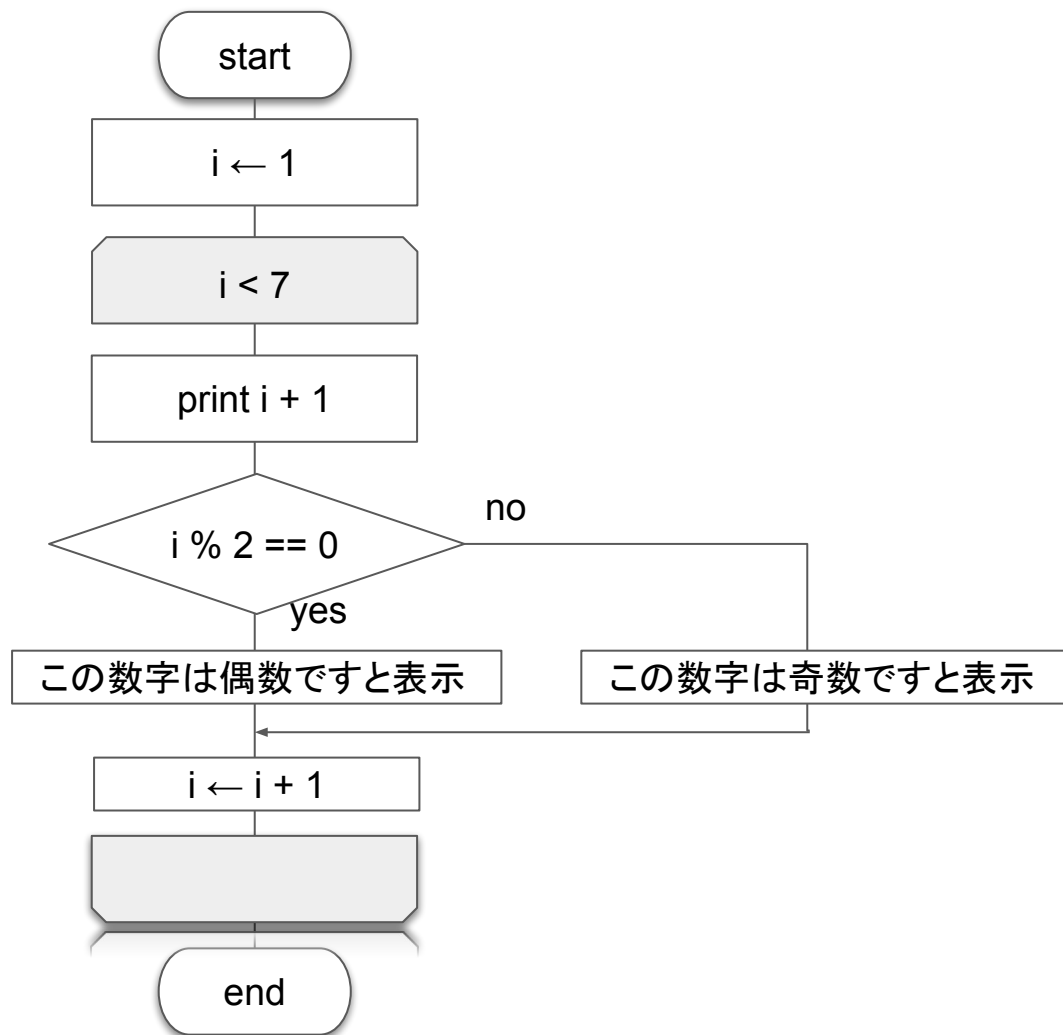 start
i ← 1
i < 7
print i + 1
i % 2 == 0
no
yes
この数字は偶数ですと表示
この数字は奇数ですと表示
i ← i + 1
end